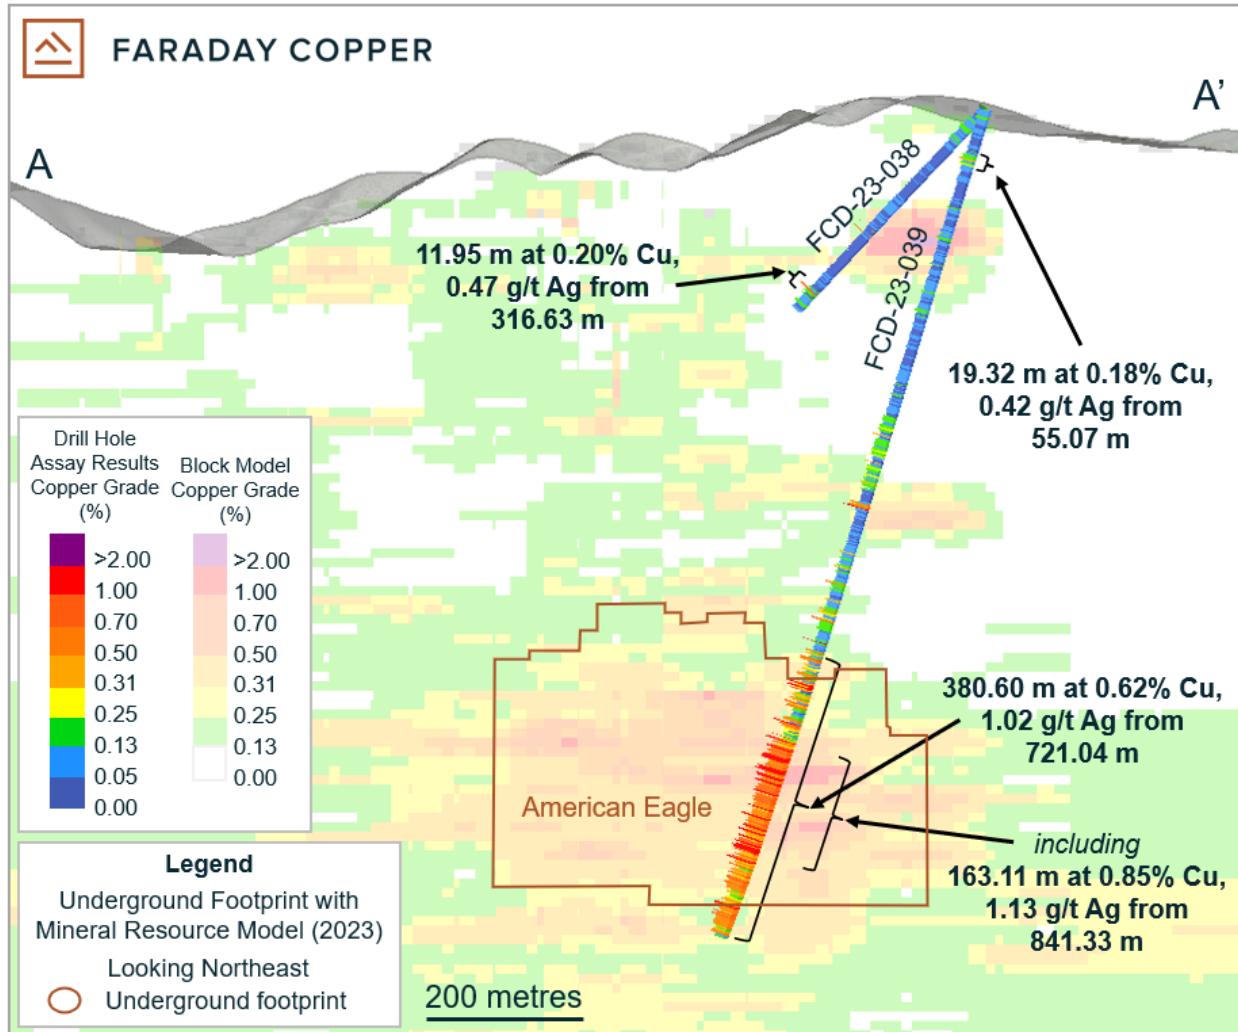 FARADAY COPPER
A
A'
FCD-23-038
FCD-23-039
11.95 m at 0.20% Cu,
0.47 g/t Ag from
316.63 m
19.32 m at 0.18% Cu,
0.42 g/t Ag from
55.07 m
Drill Hole
Assay Results
Copper Grade
(%)
>2.00
1.00
0.70
0.50
0.31
0.25
0.13
0.05
0.00
Block Model
Copper Grade
(%)
>2.00
1.00
0.70
0.50
0.31
0.25
0.13
0.00
380.60 m at 0.62% Cu,
1.02 g/t Ag from
721.04 m
American Eagle
including
163.11 m at 0.85% Cu,
1.13 g/t Ag from
841.33 m
Legend
Underground Footprint with
Mineral Resource Model (2023)
Looking Northeast
Underground footprint
200 metres